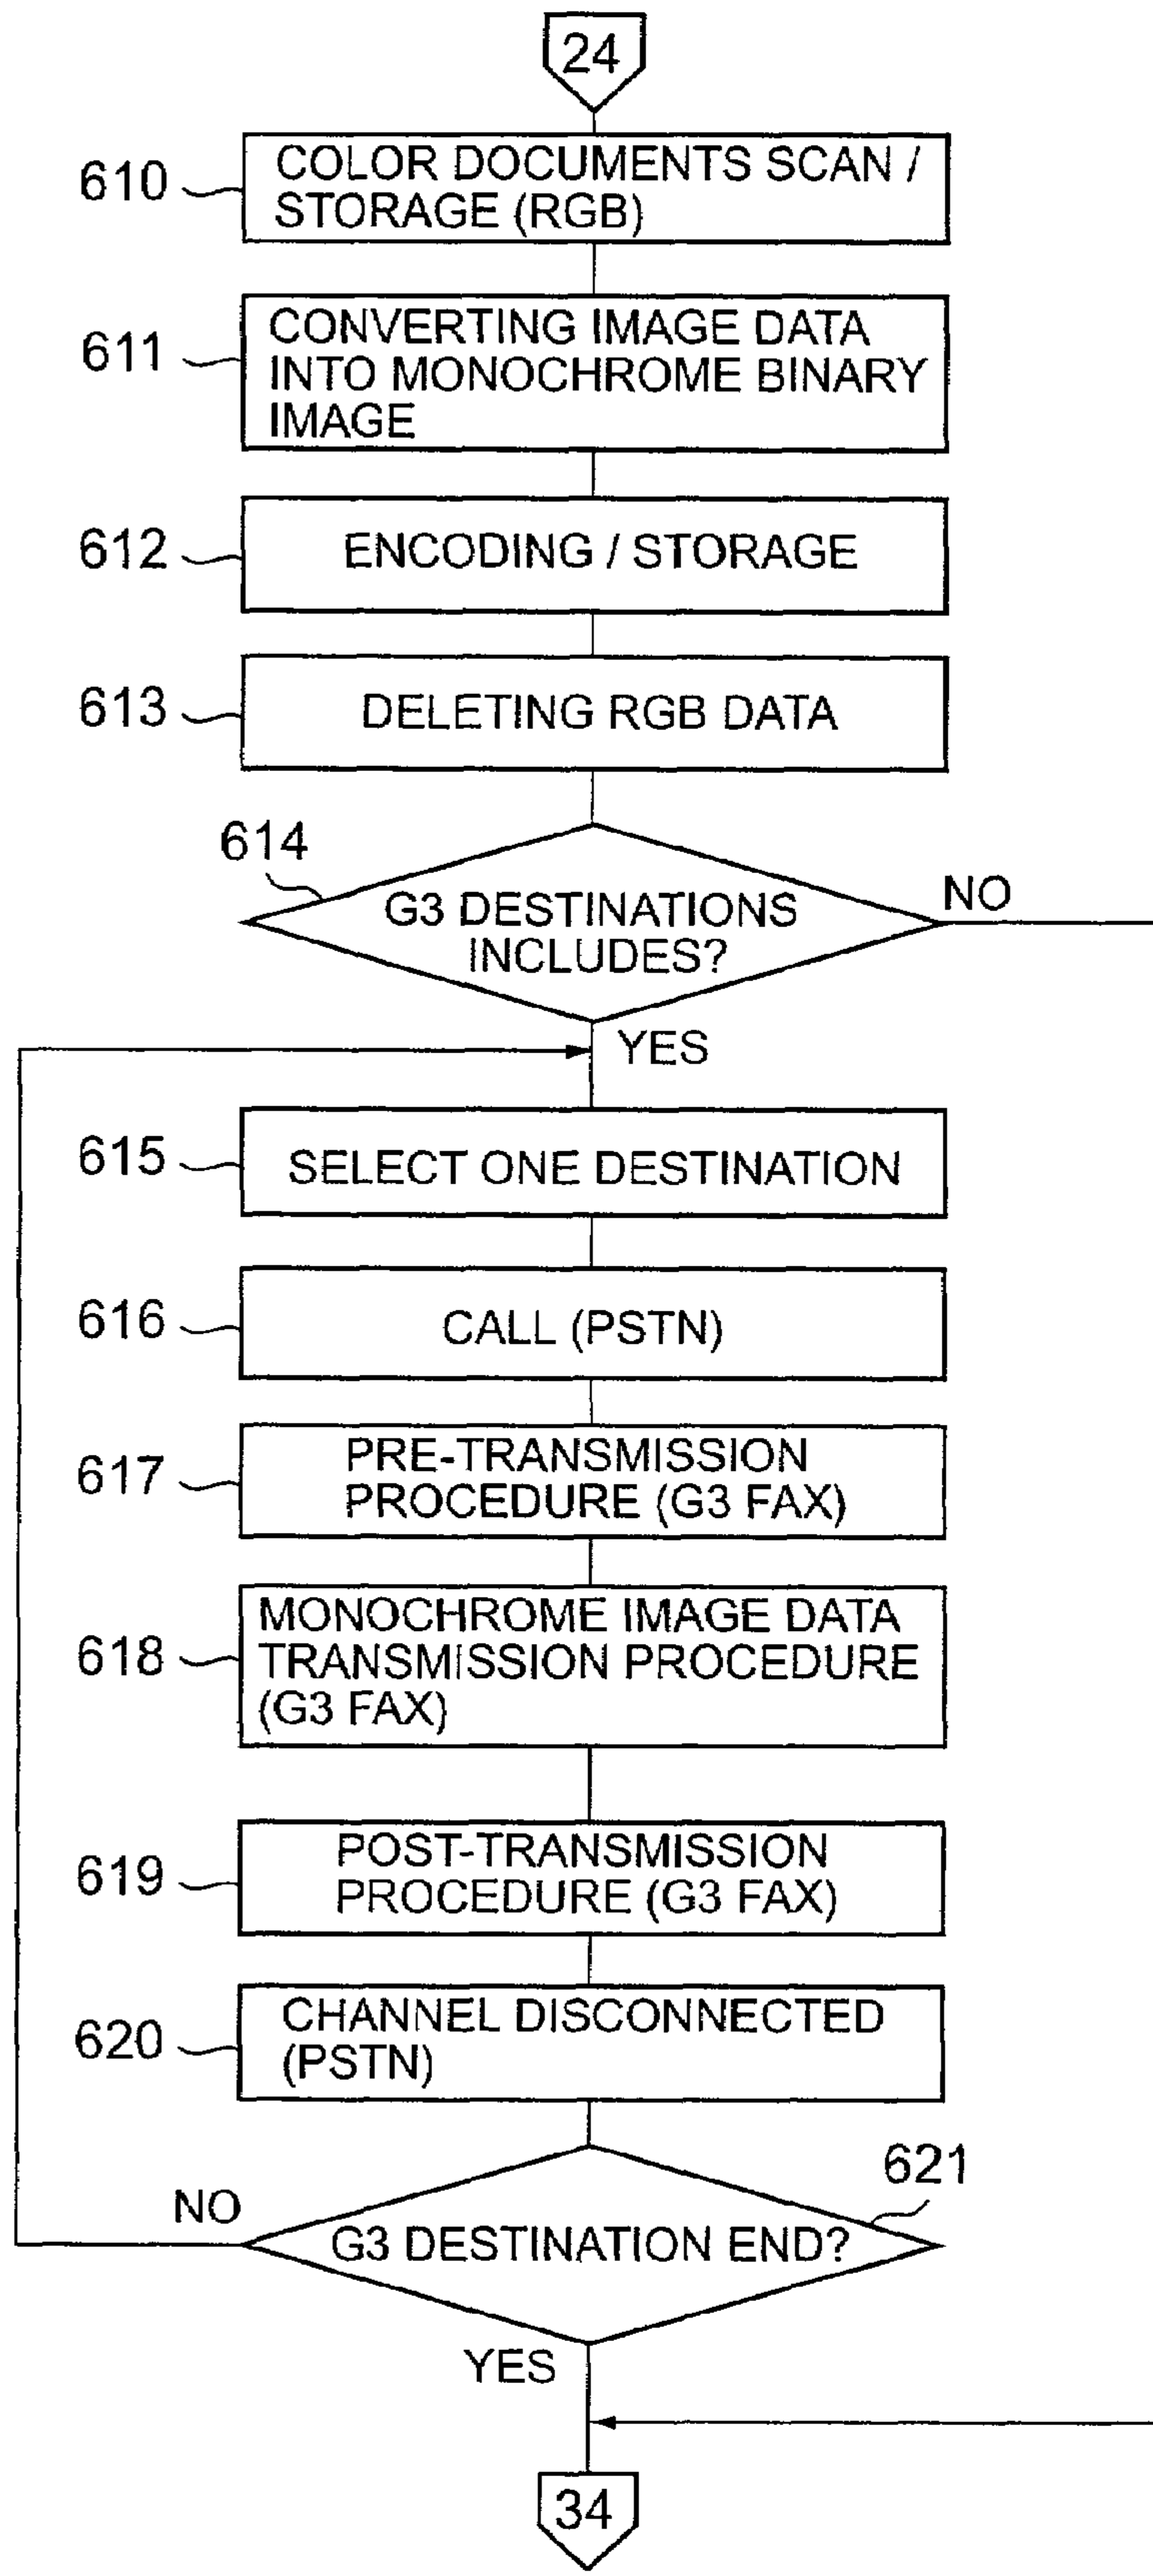 24
610
COLOR DOCUMENTS SCAN /
STORAGE (RGB)
611
CONVERTING IMAGE DATA
INTO MONOCHROME BINARY
IMAGE
612
ENCODING / STORAGE
613
DELETING RGB DATA
614
G3 DESTINATIONS
INCLUDES?
NO
YES
615
SELECT ONE DESTINATION
616
CALL (PSTN)
617
PRE-TRANSMISSION
PROCEDURE (G3 FAX)
618
MONOCHROME IMAGE DATA
TRANSMISSION PROCEDURE
(G3 FAX)
619
POST-TRANSMISSION
PROCEDURE (G3 FAX)
620
CHANNEL DISCONNECTED
(PSTN)
621
NO
G3 DESTINATION END?
YES
34